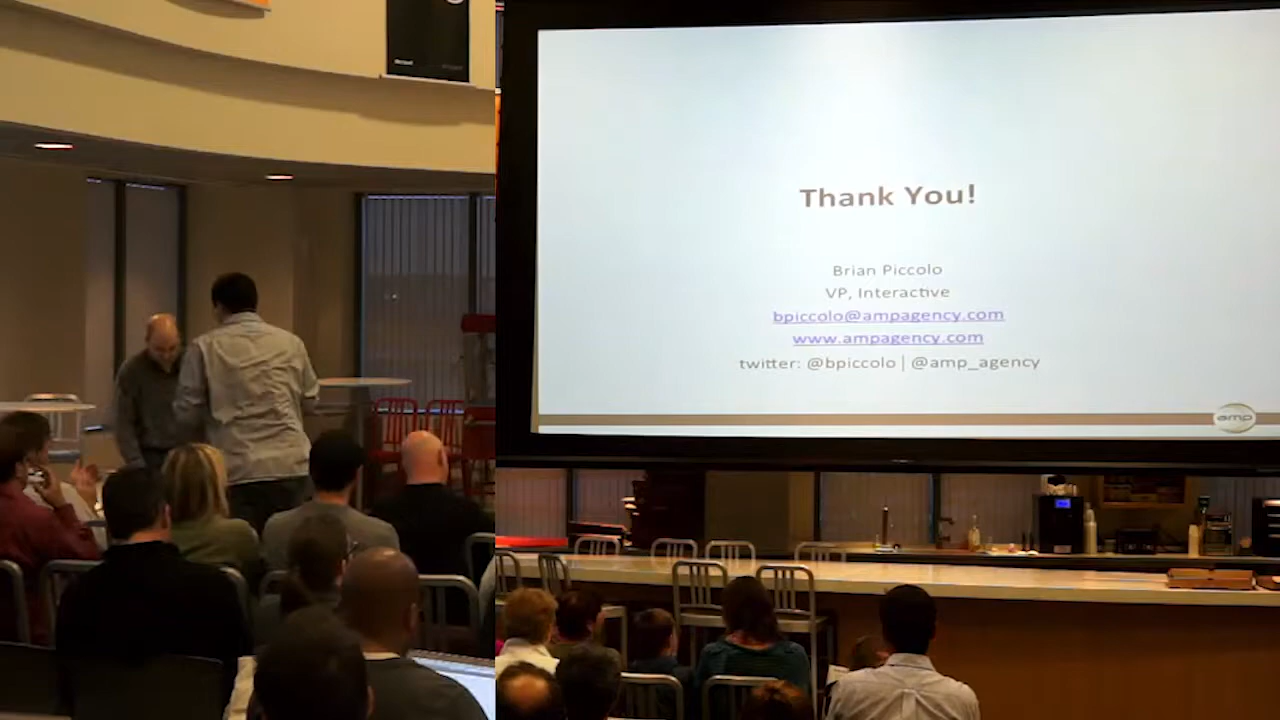 Thank You!
Brian Piccolo
VP, Interactive
bpiccolo@ampagency.com
www.ampagency.com
twitter: @bpiccolo | @amp_agency
amp